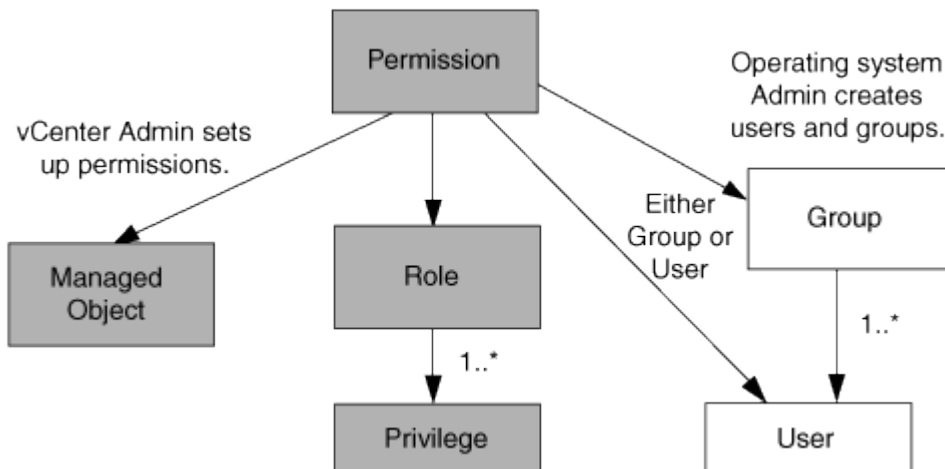 Permission
Operating system
Admin creates
users and groups.
vCenter Admin sets
up permissions.
Either
Group or
User
Group
Managed
Object
Role
1..*
1..*
Privilege
User